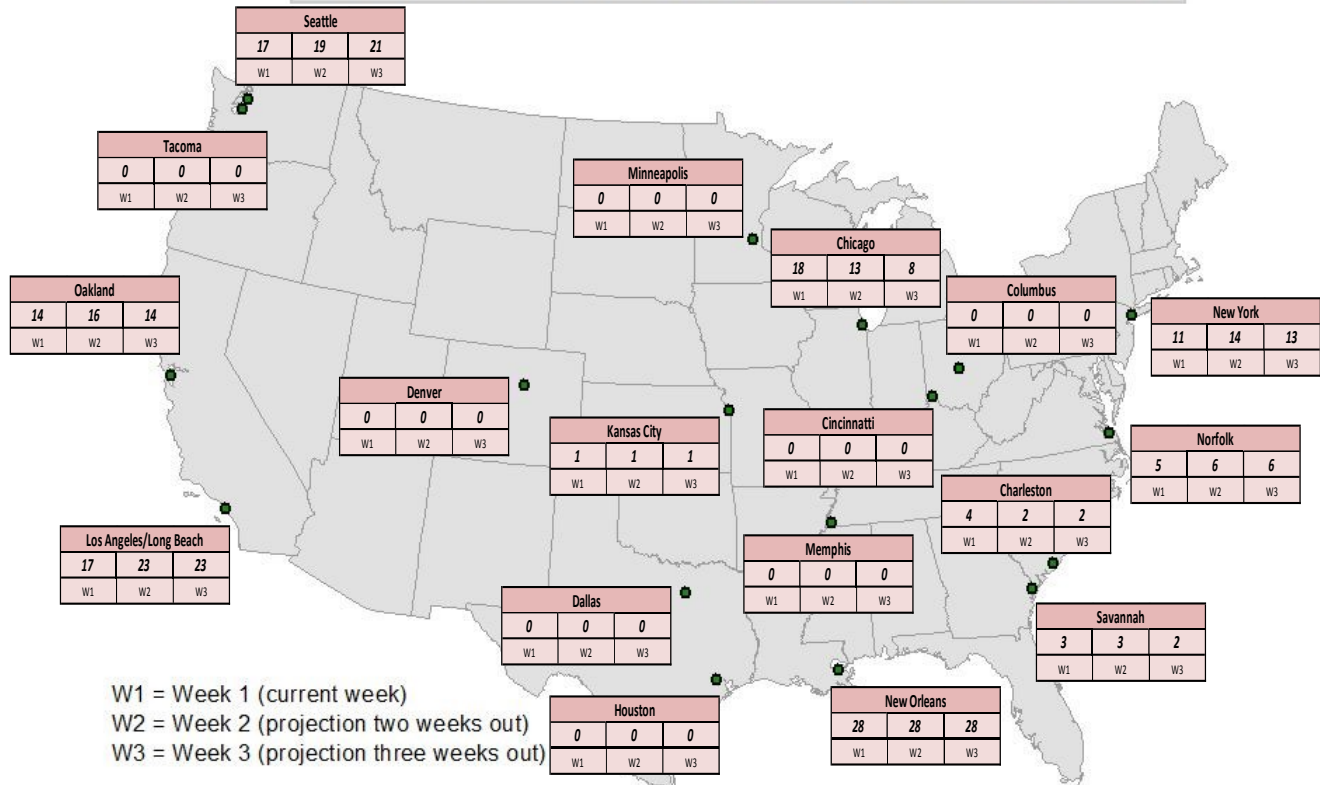 Seattle
17 19 21
W1 W2 W3
Tacoma
0 0 0
W1 W2 W3
Minneapolis
0 0 0
W1 W2 W3
Chicago
18 13 8
W1 W2 W3
Oakland
14 16 14
W1 W2 W3
Columbus
0 0 0
W1 W2 W3
New York
11 14 13
W1 W2 W3
Denver
0 0 0
W1 W2 W3
Kansas City
1 1 1
W1 W2 W3
Cincinnatti
0 0 0
W1 W2 W3
Norfolk
5 6 6
W1 W2 W3
Charleston
4 2 2
W1 W2 W3
Los Angeles/Long Beach
17 23 23
W1 W2 W3
Memphis
0 0 0
W1 W2 W3
Dallas
0 0 0
W1 W2 W3
Savannah
3 3 2
W1 W2 W3
New Orleans
28 28 28
W1 W2 W3
Houston
0 0 0
W1 W2 W3
W1 = Week 1 (current week)
W2 = Week 2 (projection two weeks out)
W3 = Week 3 (projection three weeks out)